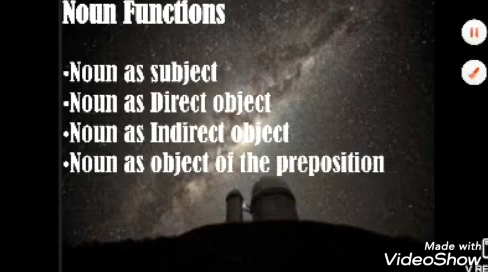 Noun Functions
•Noun as subject
•Noun as Direct object
•Noun as Indirect object
•Noun as object of the preposition
Made with
VideoShow